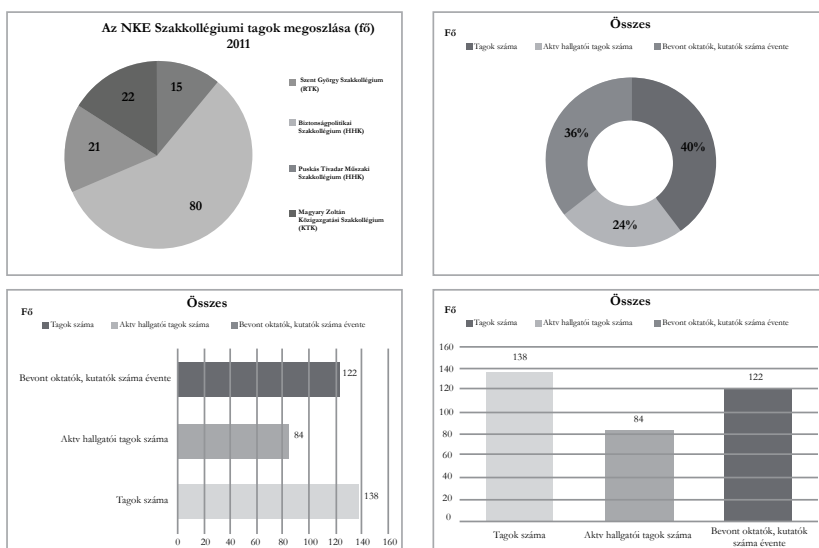 Az NKE Szakkollégiumi tagok megoszlása (fő)
2011
15
22
21
80
Szent György Szakkollégium
(RTK)
Biztonságpolitikai
Szakkollégium (HHK)
Puskás Tivadar Műszaki
Szakkollégium (HHK)
Magyary Zoltán
Közigazgatási Szakkollégium
(KTK)
Összes
Fő
Tagok száma Aktv hallgatói tagok száma Bevont oktatók, kutatók száma évente
36%
40%
24%
Összes
Fő
Tagok száma Aktv hallgatói tagok száma Bevont oktatók, kutatók száma évente
Bevont oktatók, kutatók száma évente 122
Aktv hallgatói tagok száma 84
Tagok száma 138
0 20 40 60 80 100 120 140 160
Összes
Fő
Tagok száma Aktv hallgatói tagok száma Bevont oktatók, kutatók száma évente
160
140
120
100
80
60
40
20
0
138
84
122
Tagok száma Aktv hallgatói tagok száma Bevont oktatók, kutatók
száma évente